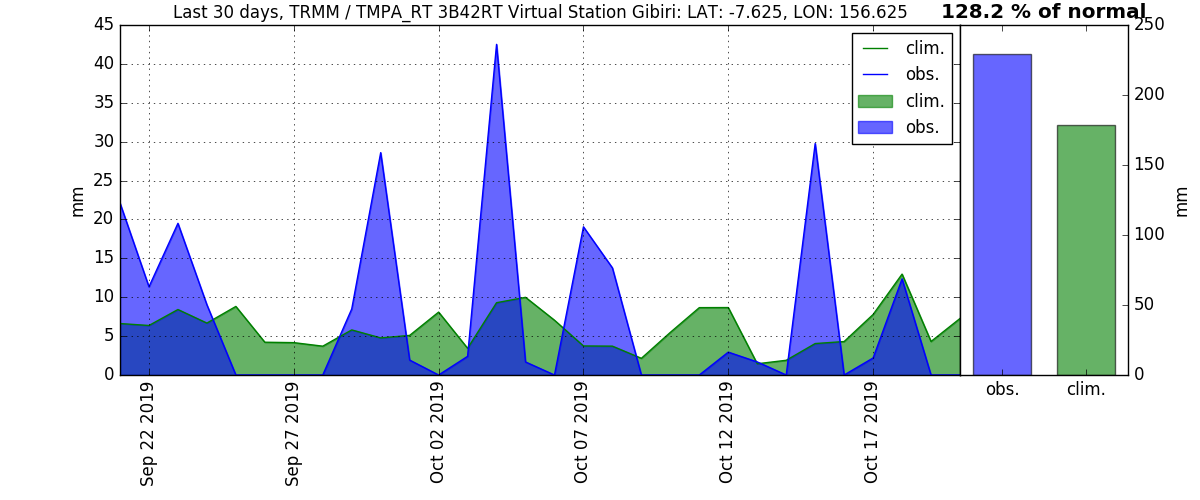 Last 30 days, TRMM / TMPA_RT 3B42RT Virtual Station Gibiri: LAT: -7.625, LON: 156.625
128.2 % of normal
45
40
35
30
25
20
15
10
5
0
mm
clim.
obs.
clim.
obs.
Sep 22 2019
Sep 27 2019
Oct 02 2019
Oct 07 2019
Oct 12 2019
Oct 17 2019
250
200
150
100
50
0
mm
obs.
clim.